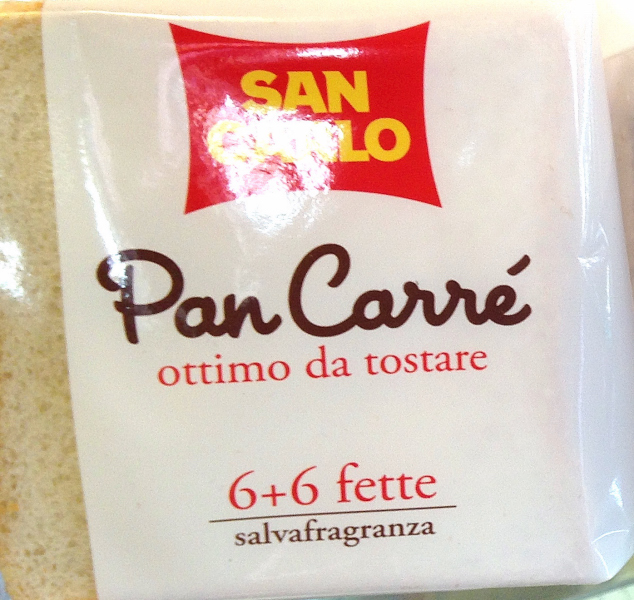 SAN
CARLO
Pan Carré
ottimo da tostare
6+6 fette
salvafragranza